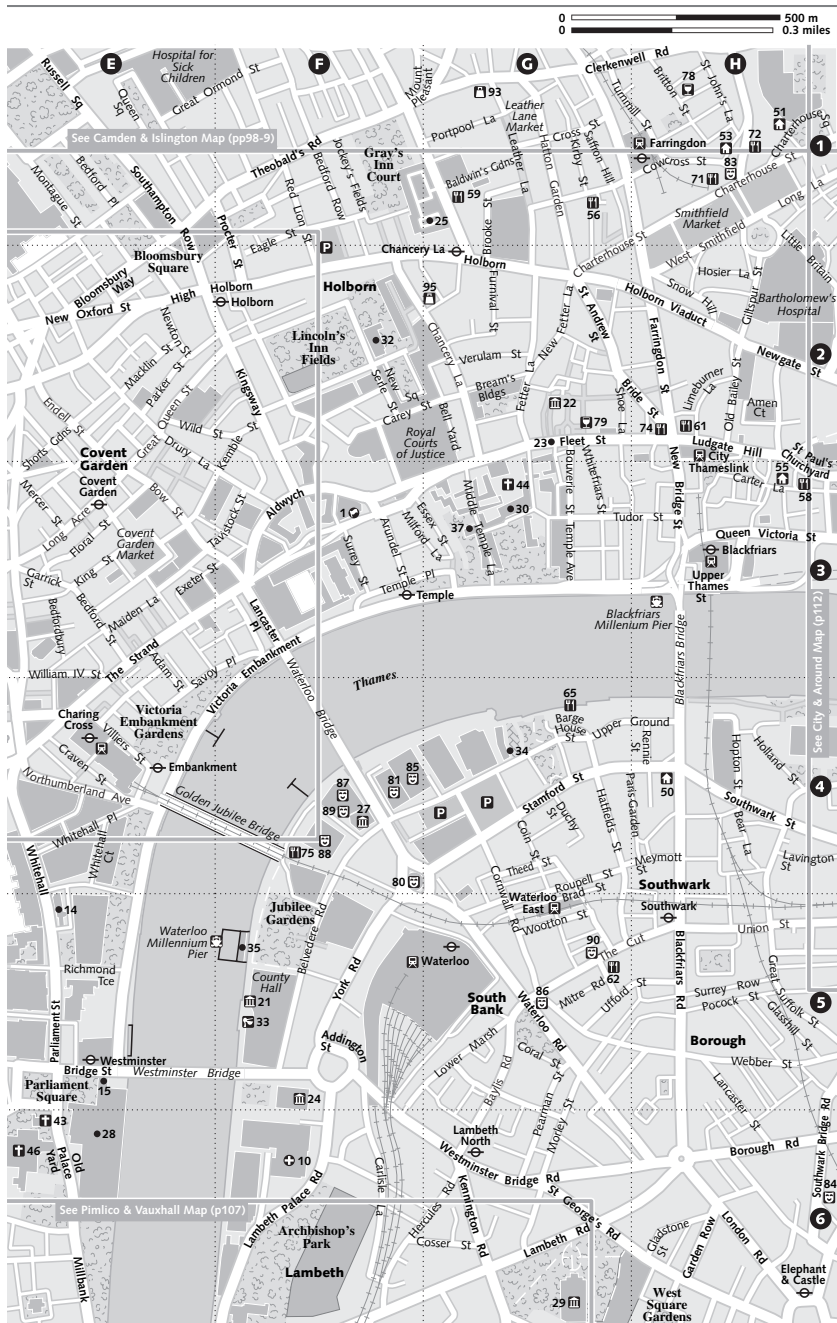 0 500 m
0 0.3 miles
E
F
G
H
Russell Sq
Hospital for
Sick
Children
Queen
Sq
Great Ormond St
Mount
Pleasant
93
Clerkenwell Rd
Turnmill St
Britton St
78
St John's La
51
Charterhouse Sq
Leather
Lane
Market
Portpool La
See Camden & Islington Map (pp98-9)
Theobald's Rd
Jockey's Fields
Bedford Row
Gray's
Inn
Court
Baldwin's Gdns
59
Leather La
Cross St
Hatton Garden
Kirby St
Saffron Hill
56
Farringdon
53
72
1
Cowcross St
71
83
Charterhouse St
Long La
Montague St
Bedford Pl
Southampton Row
Procter St
Red Lion St
Eagle St
25
Brooke St
Smithfield
Market
West Smithfield
Little Britain
Bloomsbury
Square
P
Chancery La
Holborn
Charterhouse St
Hosier La
Snow Hill
Giltspur St
Bartholomew's
Hospital
Bloomsbury
Way
New Oxford St
High Holborn
Holborn
Holborn
95
Furnival St
New Fetter La
St Andrew St
Farringdon St
Holborn Viaduct
Newton St
Macklin St
Parker St
Lincoln's
Inn
Fields
32
Chancery La
Verulam St
2
Newgate St
Kingsway
Serle St
New Sq
Carey St
Bream's
Bldgs
Fetter La
22
Bride St
Shoe La
Limeburner La
Old Bailey St
Amen
Ct
Endell St
Shorts Gdns
Great Queen St
Wild St
Kemble St
Drury La
Royal
Courts
of Justice
Bell Yard
79
74
61
23
Fleet St
Ludgate Hill
St Paul's
Churchyard
Covent
Garden
City
Thameslink
Carter La
55
58
Mercer St
Covent
Garden
Long Acre
Bow St
Aldwych
Tavistock St
44
Bouverie St
Whitefriars St
New Bridge St
1
30
37
Middle Temple La
Essex St
Milford La
Arundel St
Surrey St
Tudor St
Temple Ave
Queen Victoria St
Floral St
Covent
Garden
Market
King St
Garrick St
Bedford St
Bedfordbury
Maiden La
Exeter St
Temple Pl
Temple
Blackfriars
Upper
Thames
St
3
Blackfriars
Millenium Pier
Blackfriars Bridge
See City & Around Map (p112)
Lancaster Pl
The Strand
William IV St
Adam St
Savoy Pl
Victoria Embankment
Waterloo Bridge
Thames
Victoria
Embankment
Gardens
Charing
Cross
Villiers St
Craven St
Embankment
Northumberland Ave
65
Barge
House
St
Upper Ground
Rennie St
34
Hopton St
Holland St
85
81
87
89
27
P
P
Stamford St
Duchy St
Hatfields
Paris Garden
50
4
Southwark St
Bear La
Lavington St
Whitehall Pl
Whitehall
Whitehall Ct
Golden Jubilee Bridge
75
88
Coin St
Theed St
Cornwall Rd
Roupell St
Meymott St
Southwark
80
Waterloo
East
Brad St
Wootton St
Southwark
Union St
14
Jubilee
Gardens
Belvedere Rd
Waterloo
Millennium
Pier
35
Waterloo
90
The Cut
62
Blackfriars Rd
Richmond
Tce
York Rd
County
Hall
21
33
South
Bank
86
Mitre Rd
Ufford St
Surrey Row
Pocock St
Great Suffolk St
Glasshill St
5
Parliament St
Addington
St
Lower Marsh
Waterloo Rd
Coral St
Borough
Webber St
Westminster
Bridge St
Westminster Bridge
15
Parliament
Square
24
Baylis Rd
Pearman St
Morley St
Lancaster St
43
28
46
Old
Palace
Yard
10
Lambeth
North
Westminster Bridge Rd
Borough Rd
Southwark Bridge Rd
84
Carlisle La
Lambeth Palace Rd
Hercules Rd
Kennington Rd
St George's Rd
See Pimlico & Vauxhall Map (p107)
Archbishop's
Park
Cosser St
Lambeth Rd
Gladstone St
Garden Row
London Rd
6
Lambeth
Millbank
29
West
Square
Gardens
Elephant
& Castle